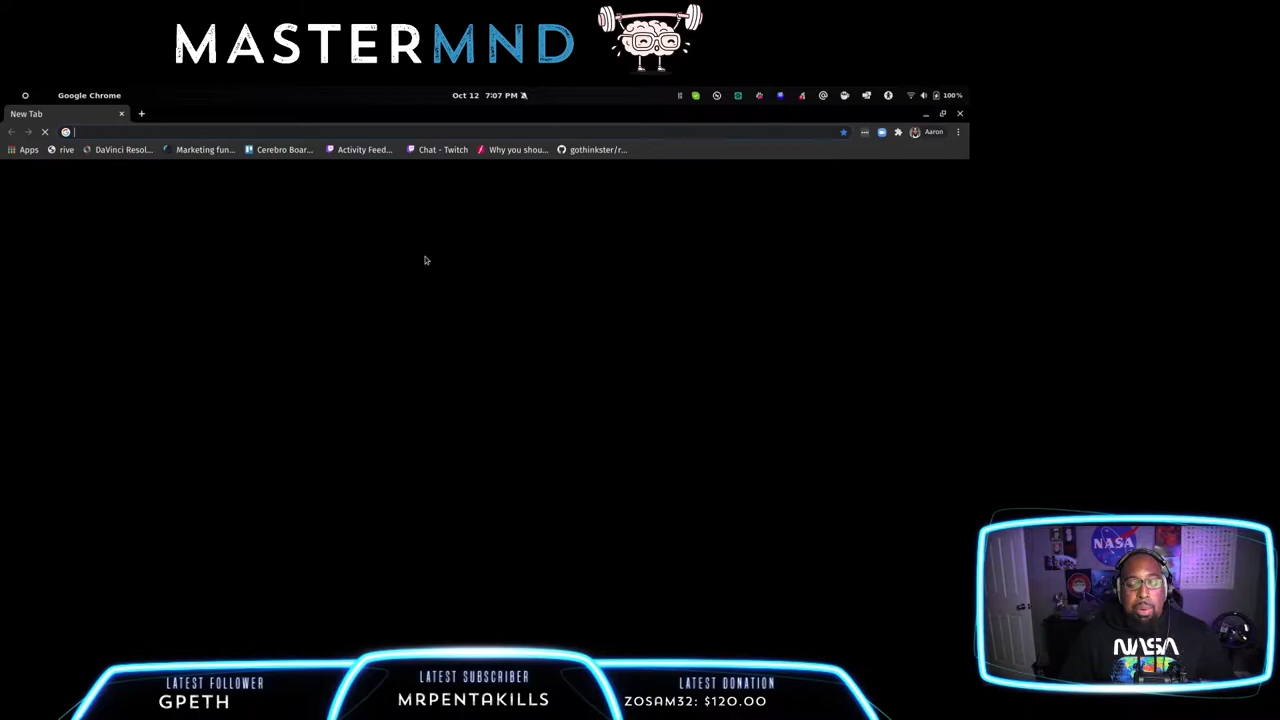 MASTERMND
Google Chrome
Oct 12 7:07 PM
100%
New Tab
Aaron
Apps
rive
DaVinci Resol...
Marketing fun...
Cerebro Boar...
Activity Feed...
Chat - Twitch
Why you shou...
gothinkster/r...
NASA
NASA
LATEST FOLLOWER
GPETH
LATEST SUBSCRIBER
MRPENTAKILLS
LATEST DONATION
ZOSAM32: $120.00